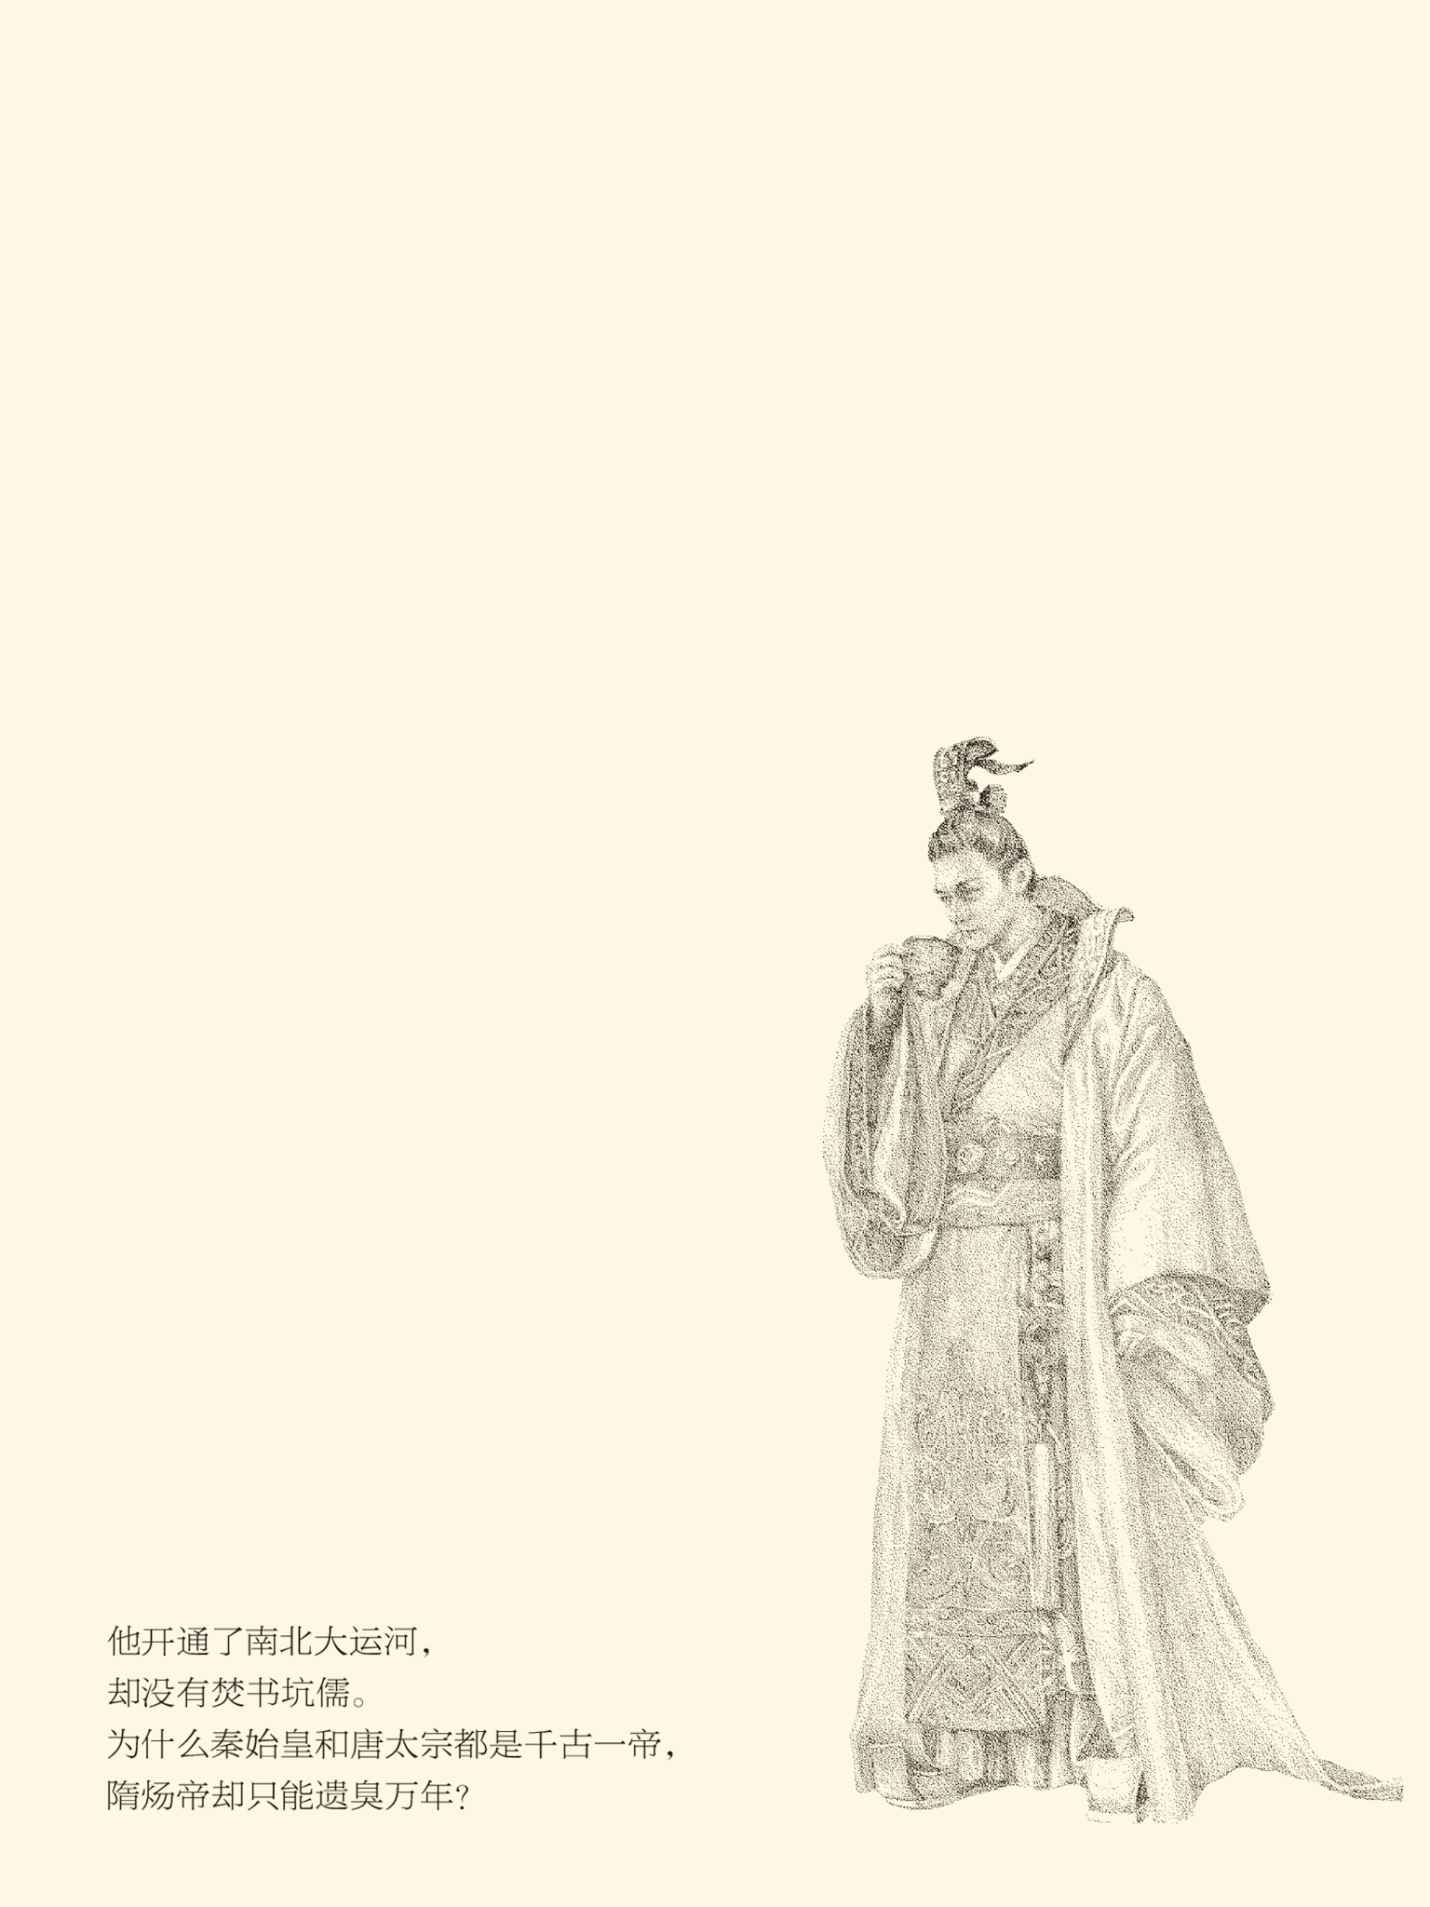 他开通了南北大运河，
却没有焚书坑儒。
为什么秦始皇和唐太宗都是千古一帝，
隋炀帝却只能遗臭万年？